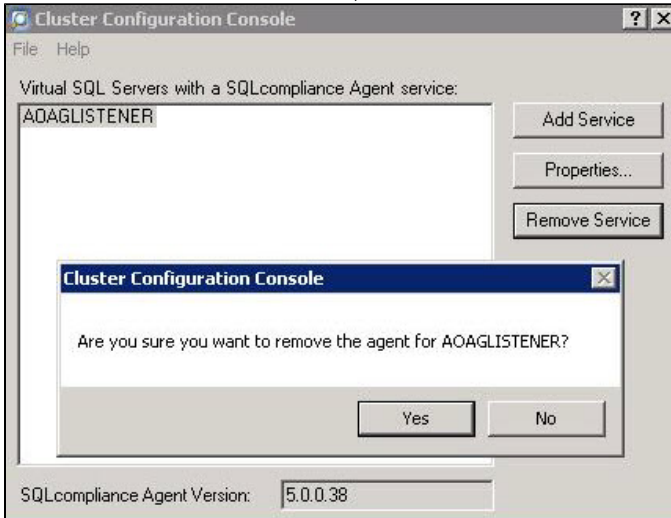 Cluster Configuration Console
File Help
Virtual SQL Servers with a SQLcompliance Agent service:
AOAGLISTENER
Add Service
Properties...
Remove Service
Cluster Configuration Console
Are you sure you want to remove the agent for AOAGLISTENER?
Yes No
SQLcompliance Agent Version: 5.0.0.38